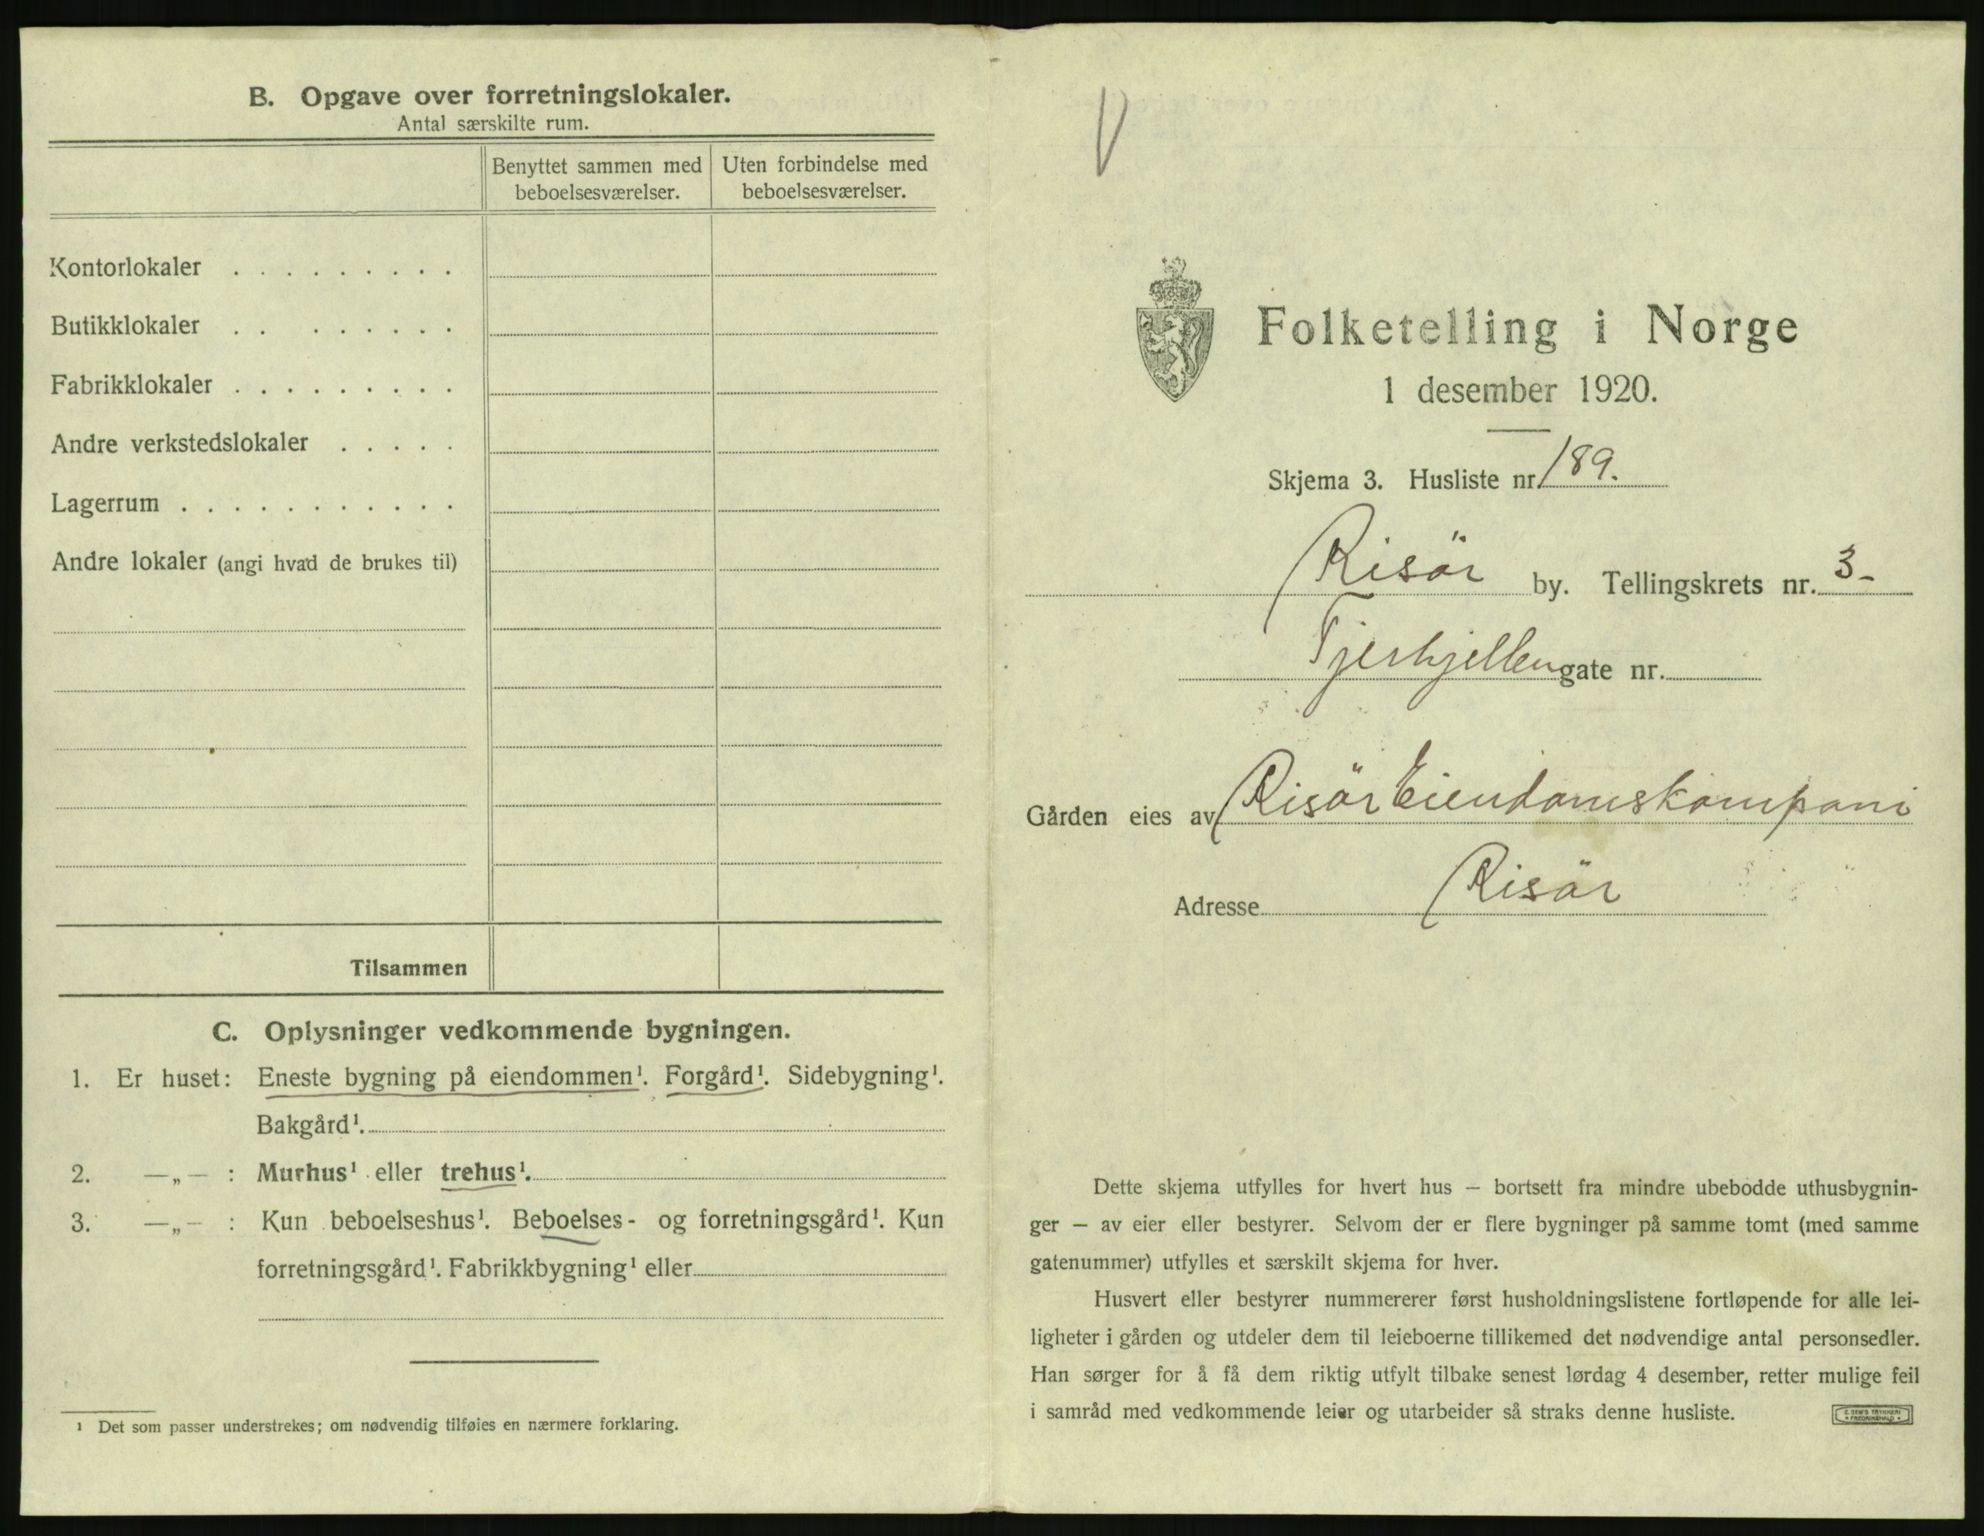 B. Opgave over forretningslokaler.
Antal særskilte rum.
Benyttet sammen med beboelsesværelser.
Uten forbindelse med beboelsesværelser.
Kontorlokaler . . . . . . . . .
Butikklokaler . . . . . . . .
Fabrikklokaler . . . . . . . . .
Andre verkstedslokaler . . . . .
Lagerrum . . . . . . . . . . .
Andre lokaler (angi hvad de brukes til)
Tilsammen
C. Oplysninger vedkommende bygningen.
1. Er huset: Eneste bygning på eiendommen¹. Forgård¹. Sidebygning¹.
Bakgård¹.
2. —„— : Murhus¹ eller trehus¹.
3. —„— : Kun beboelseshus¹. Beboelses- og forretningsgård¹. Kun
forretningsgård¹. Fabrikkbygning¹ eller
¹ Det som passer understrekes; om nødvendig tilføies en nærmere forklaring.
Folketelling i Norge
1 desember 1920.
Skjema 3. Husliste nr 189.
Risör by. Tellingskrets nr. 3-
Tjerhjellen gate nr.
Gården eies av Risör Eiendomskompani
Adresse Risör
Dette skjema utfylles for hvert hus – bortsett fra mindre ubebodde uthusbygnin-
ger – av eier eller bestyrer. Selvom der er flere bygninger på samme tomt (med samme
gatenummer) utfylles et særskilt skjema for hver.
Husvert eller bestyrer nummererer først husholdningslistene fortløpende for alle lei-
ligheter i gården og utdeler dem til leieboerne tillikemed det nødvendige antal personsedler.
Han sørger for å få dem riktig utfylt tilbake senest lørdag 4 desember, retter mulige feil
i samråd med vedkommende leier og utarbeider så straks denne husliste.